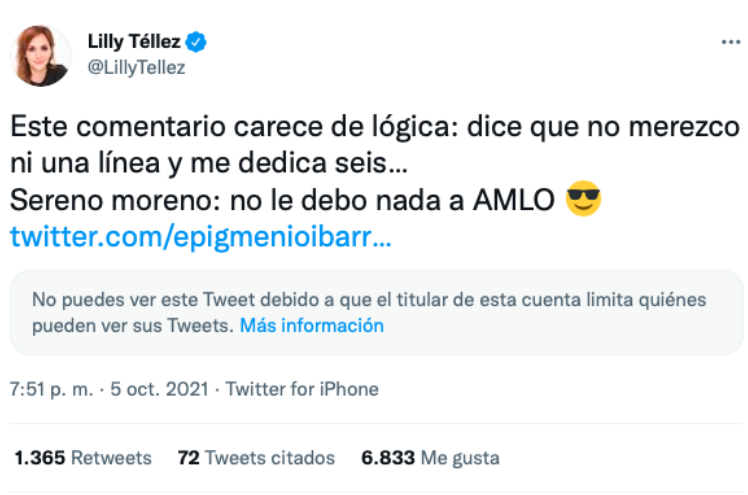 Lilly Téllez
@LillyTellez
Este comentario carece de lógica: dice que no merezco
ni una línea y me dedica seis...
Sereno moreno: no le debo nada a AMLO 😎
twitter.com/epigmenioibarr...
No puedes ver este Tweet debido a que el titular de esta cuenta limita quiénes
pueden ver sus Tweets. Más información
7:51 p. m. · 5 oct. 2021 · Twitter for iPhone
1.365 Retweets 72 Tweets citados 6.833 Me gusta